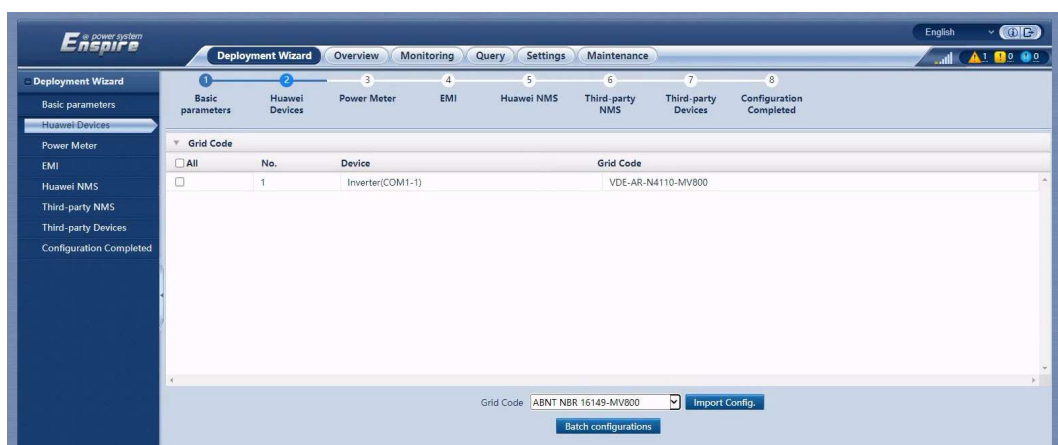 Enspire
e power system
English
Deployment Wizard Overview Monitoring Query Settings Maintenance
1 0 0
Deployment Wizard
Basic parameters
Huawei Devices
Power Meter
EMI
Huawei NMS
Third-party NMS
Third-party Devices
Configuration Completed
1 2 3 4 5 6 7 8
Basic parameters
Huawei Devices
Power Meter
EMI
Huawei NMS
Third-party NMS
Third-party Devices
Configuration Completed
Grid Code
All No. Device Grid Code
1 Inverter(COM1-1) VDE-AR-N4110-MV800
Grid Code ABNT NBR 16149-MV800 Import Config.
Batch configurations